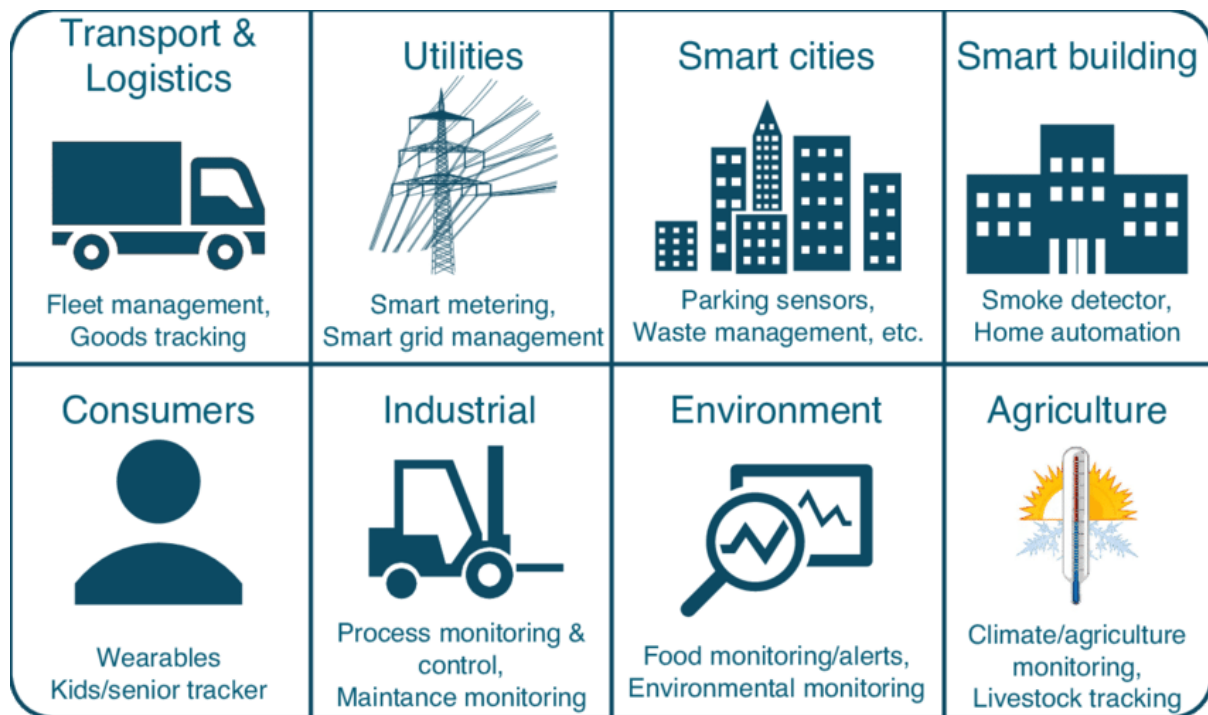 Transport &
Logistics
Fleet management,
Goods tracking
Utilities
Smart metering,
Smart grid management
Smart cities
Parking sensors,
Waste management, etc.
Smart building
Smoke detector,
Home automation
Consumers
Wearables
Kids/senior tracker
Industrial
Process monitoring &
control,
Maintance monitoring
Environment
Food monitoring/alerts,
Environmental monitoring
Agriculture
Climate/agriculture
monitoring,
Livestock tracking